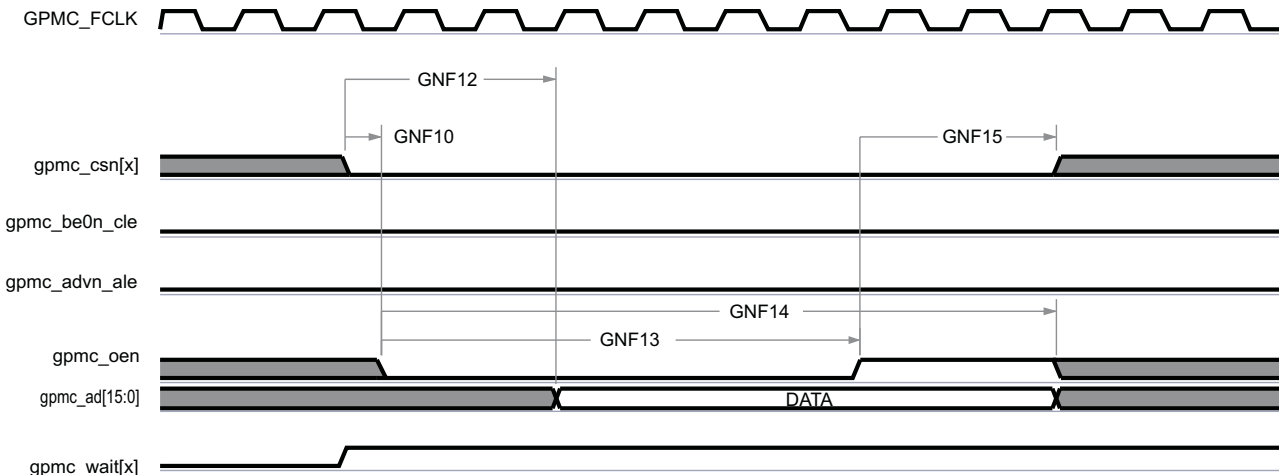 GPMC_FCLK
GNF12
GNF10
GNF15
gpmc_csn[x]
gpmc_be0n_cle
gpmc_advn_ale
GNF14
GNF13
gpmc_oen
gpmc_ad[15:0]
DATA
gpmc_wait[x]